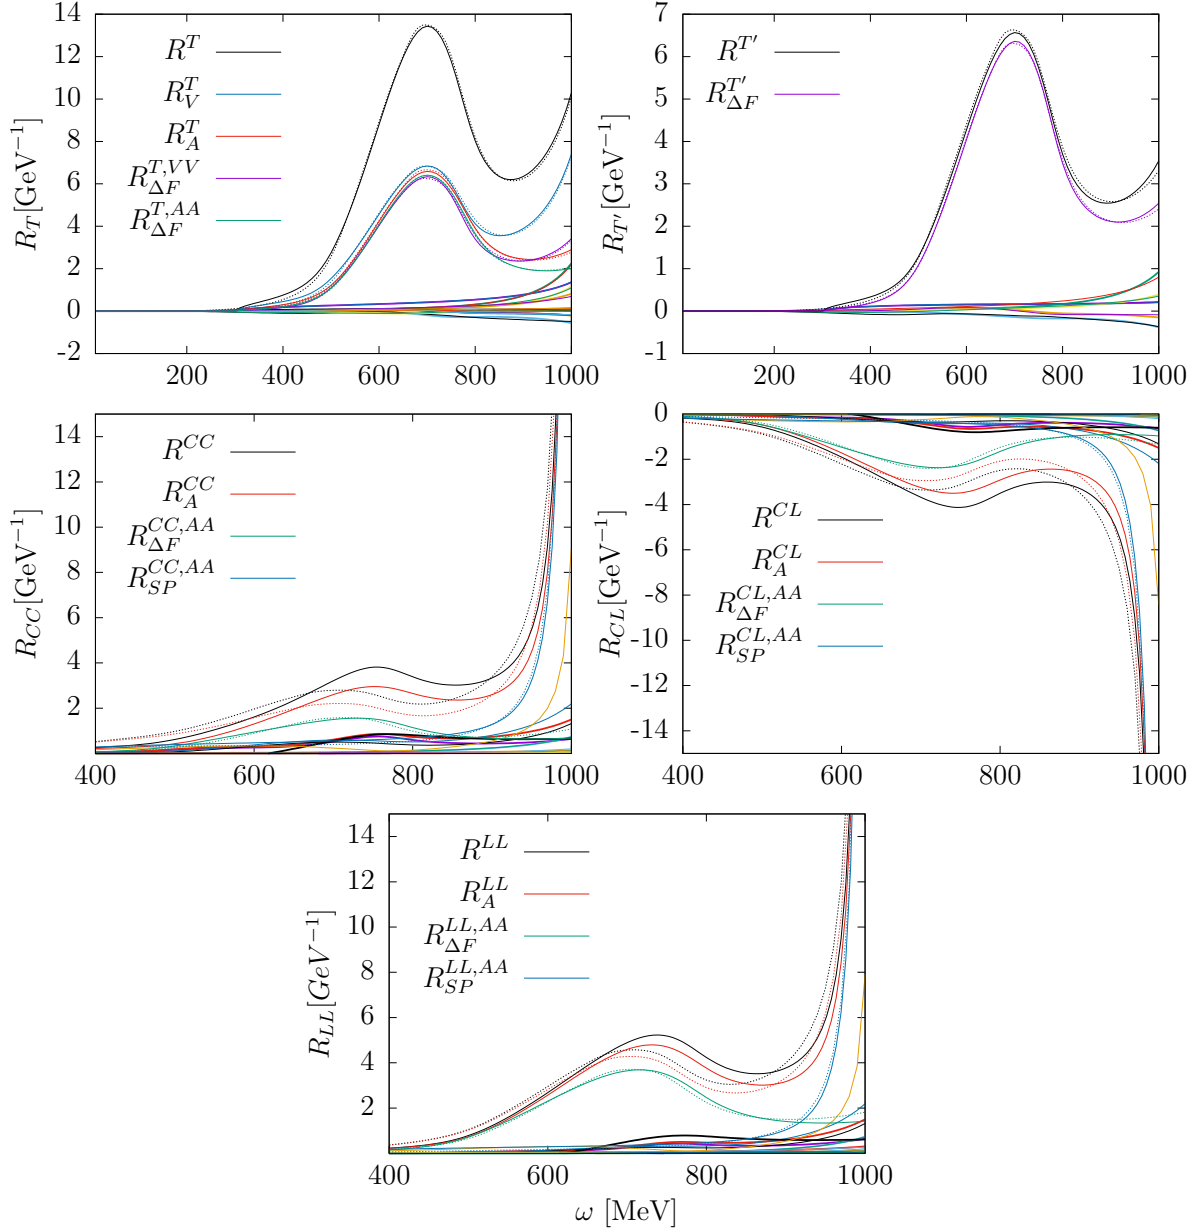 R_T[GeV^{-1}]
14
12
10
8
6
4
2
0
-2
R^T
R^T_V
R^T_A
R^{T,VV}_{ΔF}
R^{T,AA}_{ΔF}
200 400 600 800 1000
R_{T'}[GeV^{-1}]
7
6
5
4
3
2
1
0
-1
R^{T'}
R^{T'}_{ΔF}
200 400 600 800 1000
R_{CC}[GeV^{-1}]
14
12
10
8
6
4
2
R^{CC}
R^{CC}_A
R^{CC,AA}_{ΔF}
R^{CC,AA}_{SP}
400 600 800 1000
R_{CL}[GeV^{-1}]
0
-2
-4
-6
-8
-10
-12
-14
R^{CL}
R^{CL}_A
R^{CL,AA}_{ΔF}
R^{CL,AA}_{SP}
400 600 800 1000
R_{LL}[GeV^{-1}]
14
12
10
8
6
4
2
R^{LL}
R^{LL}_A
R^{LL,AA}_{ΔF}
R^{LL,AA}_{SP}
400 600 800 1000
ω [MeV]